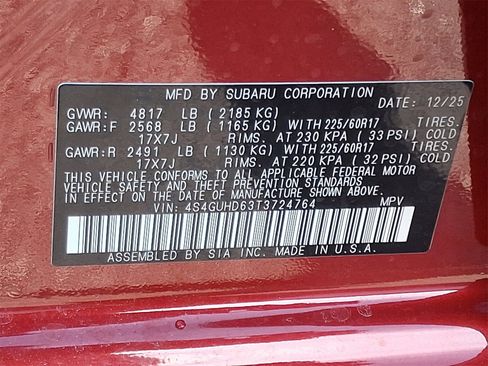 MFD BY SUBARU CORPORATION
DATE: 12/25
GVWR: 4817 LB (2185 KG)
GAWR:F 2568 LB (1165 KG) WITH 225/60R17 TIRES.
17X7J RIMS. AT 230 KPA (33 PSI) COLD
GAWR:R 2491 LB (1130 KG) WITH 225/60R17 TIRES.
17X7J RIMS. AT 220 KPA (32 PSI) COLD
THIS VEHICLE CONFORMS TO ALL APPLICABLE FEDERAL MOTOR
VEHICLE SAFETY AND THEFT PREVENTION STANDARDS
IN EFFECT ON THE DATE OF MANUFACTURE SHOWN ABOVE.
VIN: 4S4GUHD63T3724764 MPV
ASSEMBLED BY SIA INC. MADE IN U.S.A.